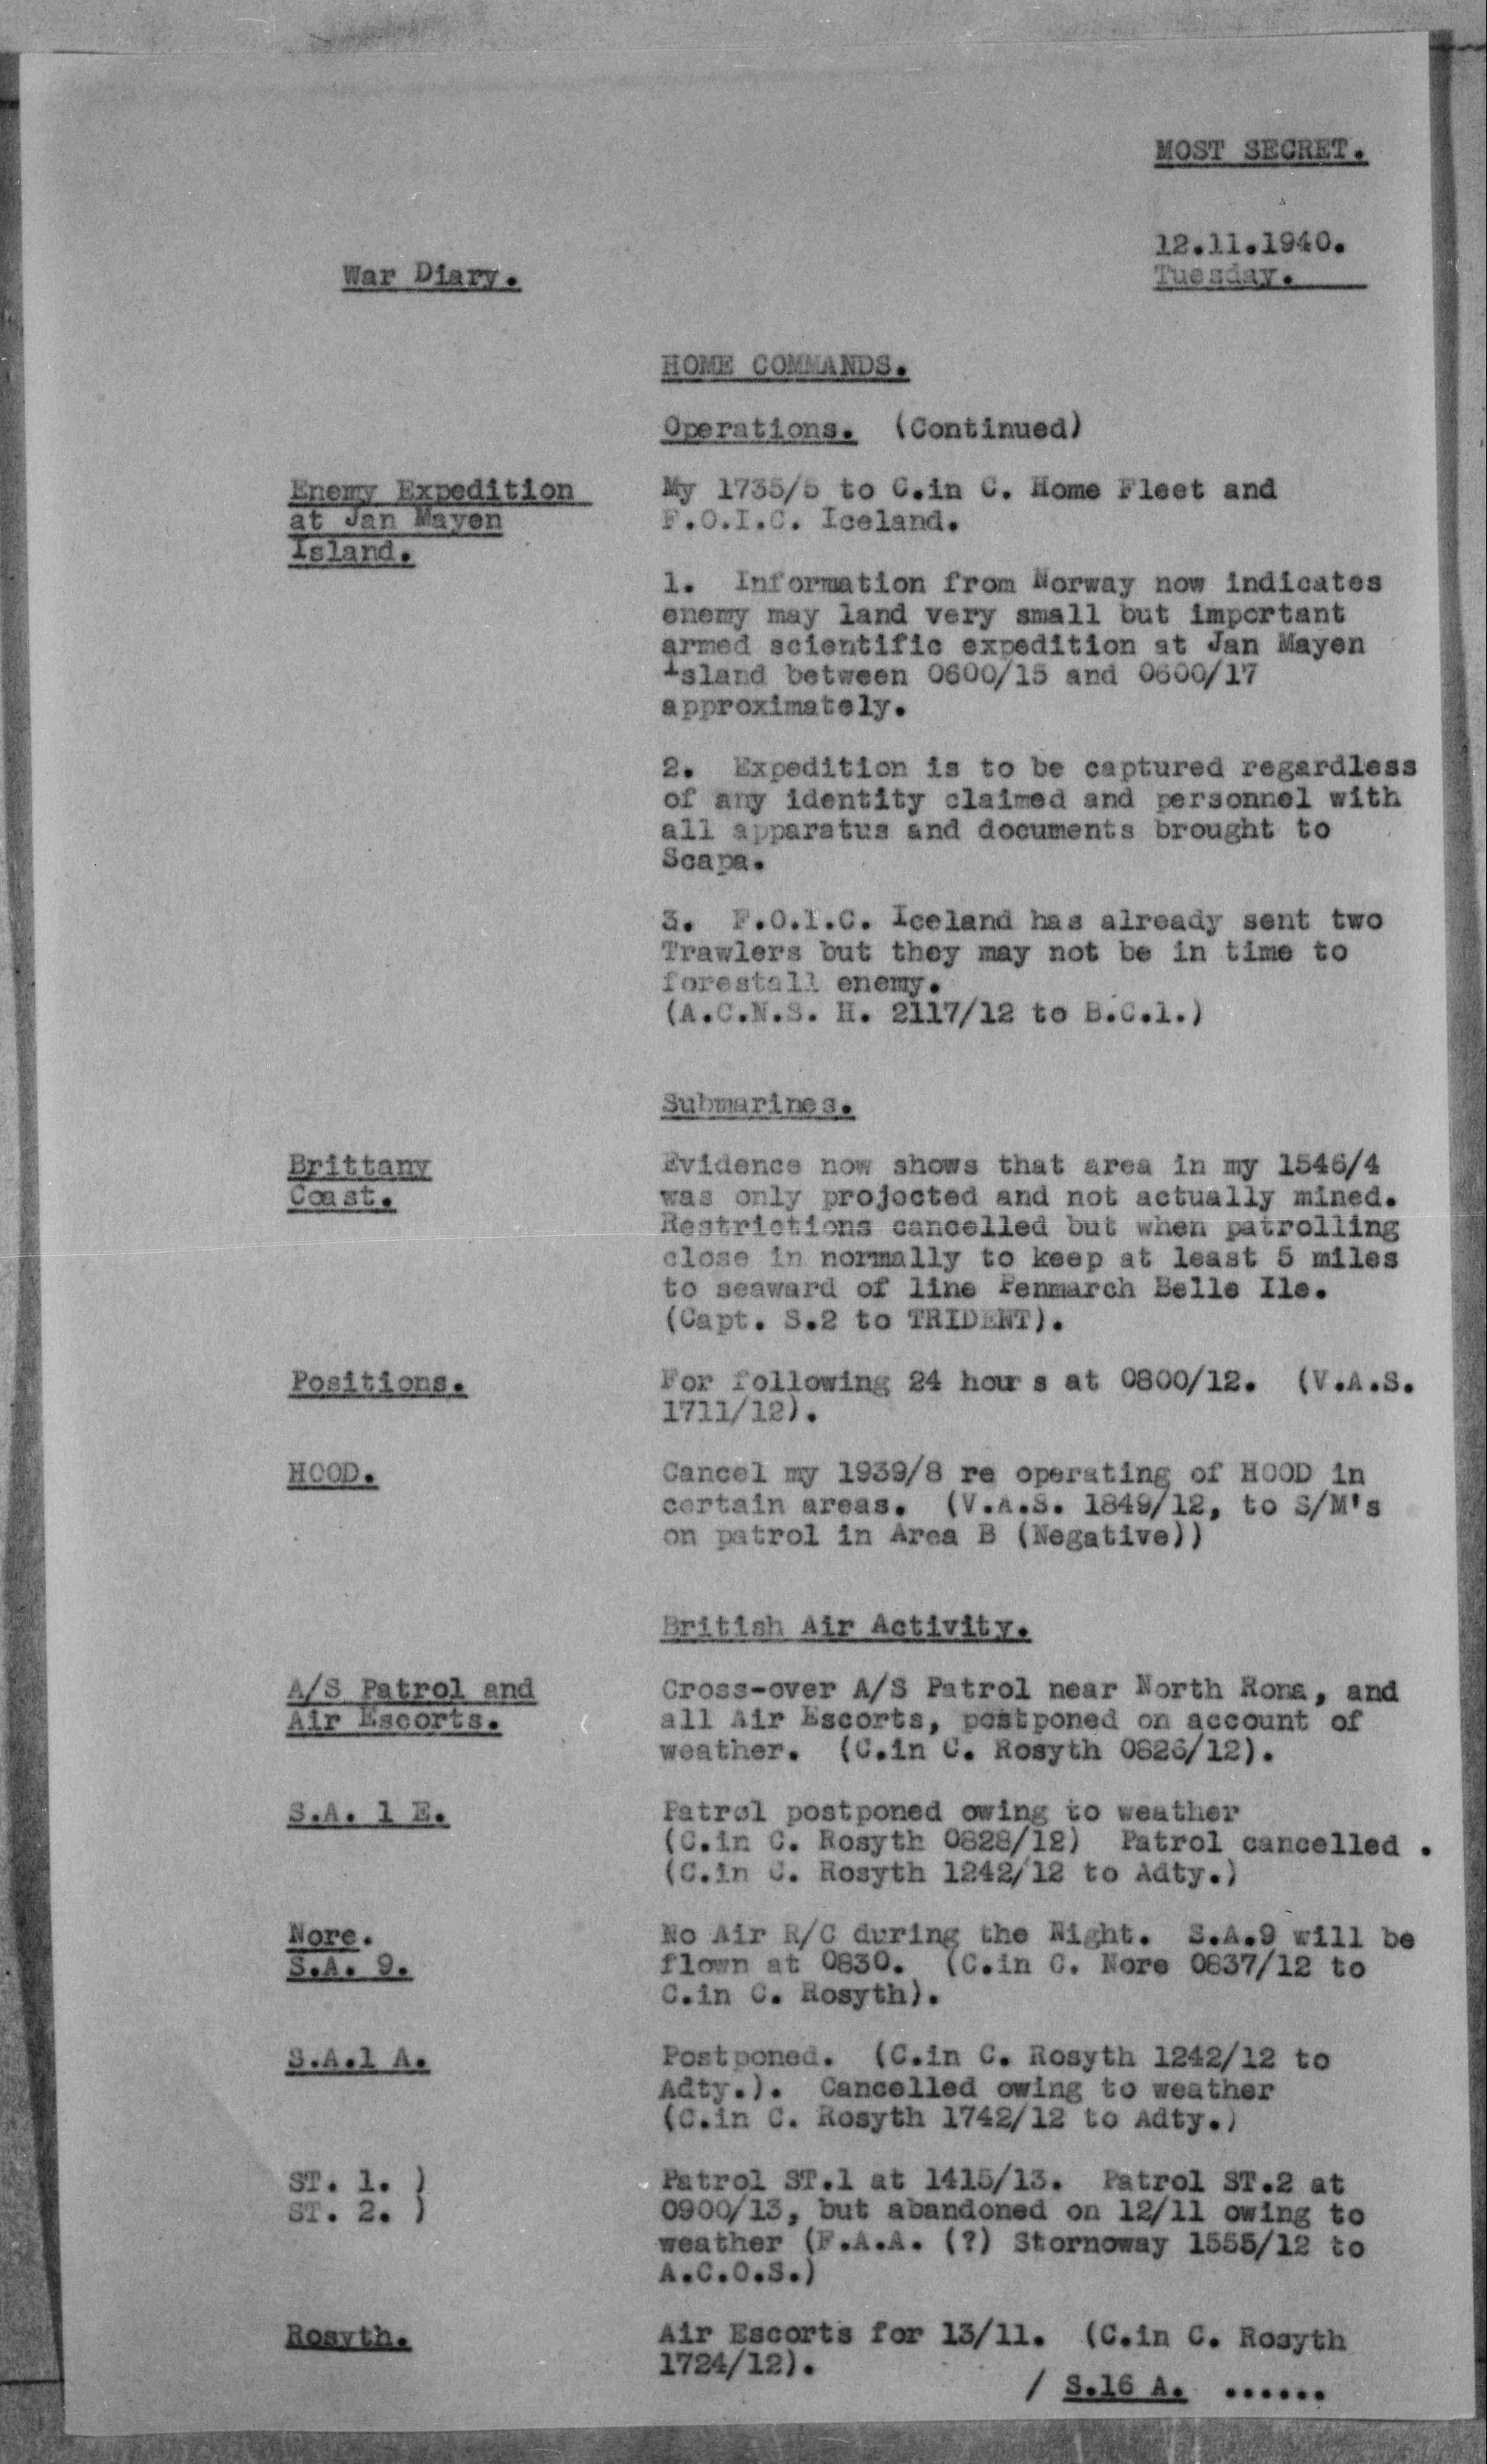 MOST SECRET.
12.11.1940.
War Diary.
Tuesday.
HOME COMMANDS.
Operations. (Continued)
Enemy Expedition
at Jan Mayen
Island.
My 1735/5 to C.in C. Home Fleet and
F.O.I.C. Iceland.
1. Information from Norway now indicates
enemy may land very small but important
armed scientific expedition at Jan Mayen
Island between 0600/15 and 0600/17
approximately.
2. Expedition is to be captured regardless
of any identity claimed and personnel with
all apparatus and documents brought to
Scapa.
3. F.O.I.C. Iceland has already sent two
Trawlers but they may not be in time to
forestall enemy.
(A.C.N.S. H. 2117/12 to B.C.1.)
Submarines.
Brittany
Coast.
Evidence now shows that area in my 1546/4
was only projected and not actually mined.
Restrictions cancelled but when patrolling
close in normally to keep at least 5 miles
to seaward of line Penmarch Belle Ile.
(Capt. S.2 to TRIDENT).
Positions.
For following 24 hours at 0800/12. (V.A.S.
1711/12).
HOOD.
Cancel my 1939/8 re operating of HOOD in
certain areas. (V.A.S. 1849/12, to S/M's
on patrol in Area B (Negative))
British Air Activity.
A/S Patrol and
Air Escorts.
Cross-over A/S Patrol near North Rona, and
all Air Escorts, postponed on account of
weather. (C.in C. Rosyth 0826/12).
S.A. 1 E.
Patrol postponed owing to weather
(C.in C. Rosyth 0828/12) Patrol cancelled .
(C.in C. Rosyth 1242/12 to Adty.)
Nore.
S.A. 9.
No Air R/C during the Night. S.A.9 will be
flown at 0830. (C.in C. Nore 0637/12 to
C.in C. Rosyth).
S.A.1 A.
Postponed. (C.in C. Rosyth 1242/12 to
Adty.). Cancelled owing to weather
(C.in C. Rosyth 1742/12 to Adty.)
ST. 1. )
ST. 2. )
Patrol ST.1 at 1415/13. Patrol ST.2 at
0900/13, but abandoned on 12/11 owing to
weather (F.A.A. (?) Stornoway 1555/12 to
A.C.O.S.)
Rosyth.
Air Escorts for 13/11. (C.in C. Rosyth
1724/12).
/ S.16 A. ......